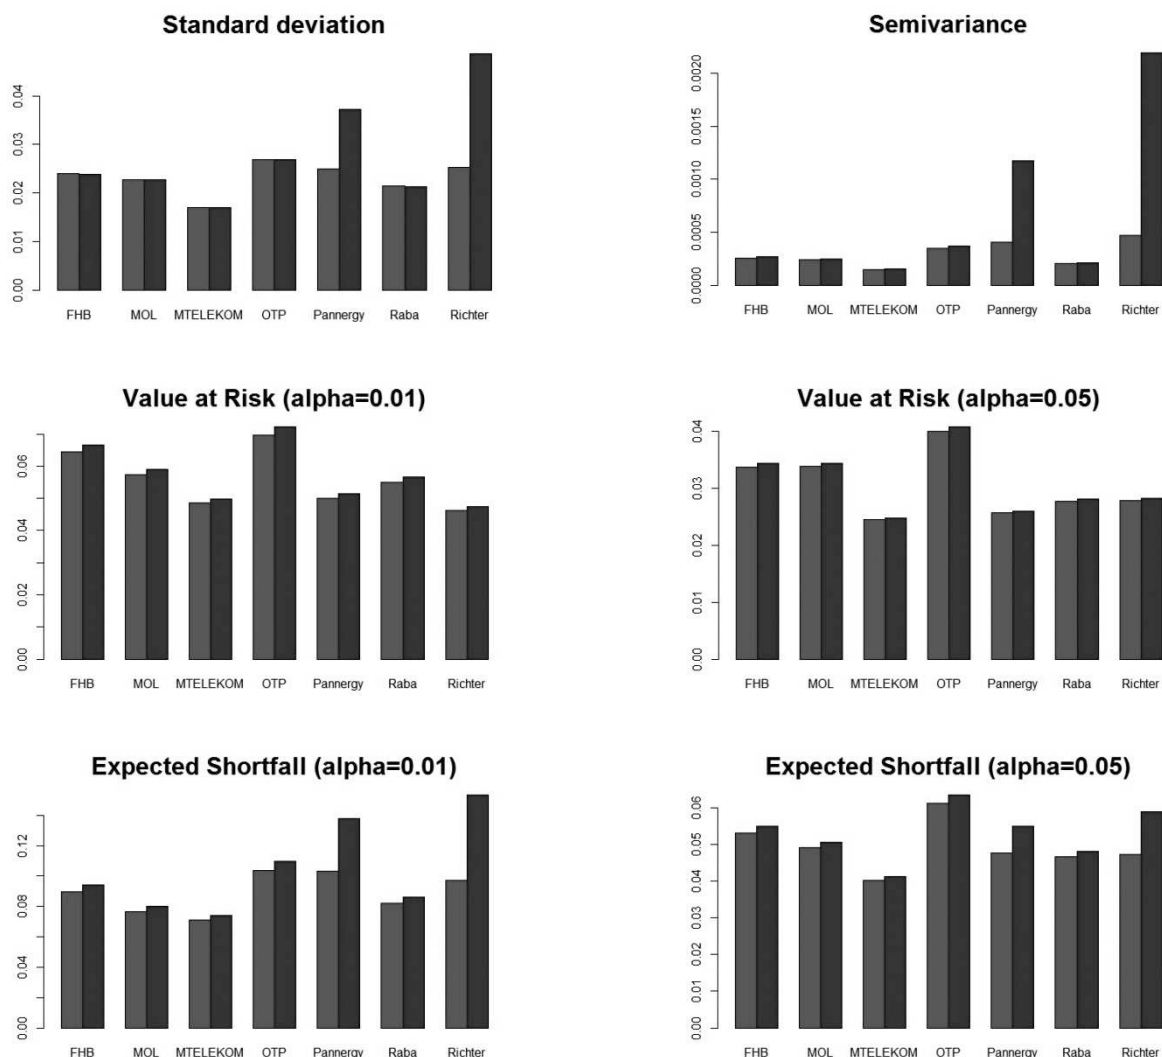 Standard deviation
0.04
0.03
0.02
0.01
0.00
FHB MOL MTELEKOM OTP Pannergy Raba Richter
Semivariance
0.0020
0.0015
0.0010
0.0005
0.0000
FHB MOL MTELEKOM OTP Pannergy Raba Richter
Value at Risk (alpha=0.01)
0.06
0.04
0.02
0.00
FHB MOL MTELEKOM OTP Pannergy Raba Richter
Value at Risk (alpha=0.05)
0.04
0.03
0.02
0.01
0.00
FHB MOL MTELEKOM OTP Pannergy Raba Richter
Expected Shortfall (alpha=0.01)
0.12
0.08
0.04
0.00
FHB MOL MTELEKOM OTP Pannergy Raba Richter
Expected Shortfall (alpha=0.05)
0.06
0.05
0.04
0.03
0.02
0.01
0.00
FHB MOL MTELEKOM OTP Pannergy Raba Richter